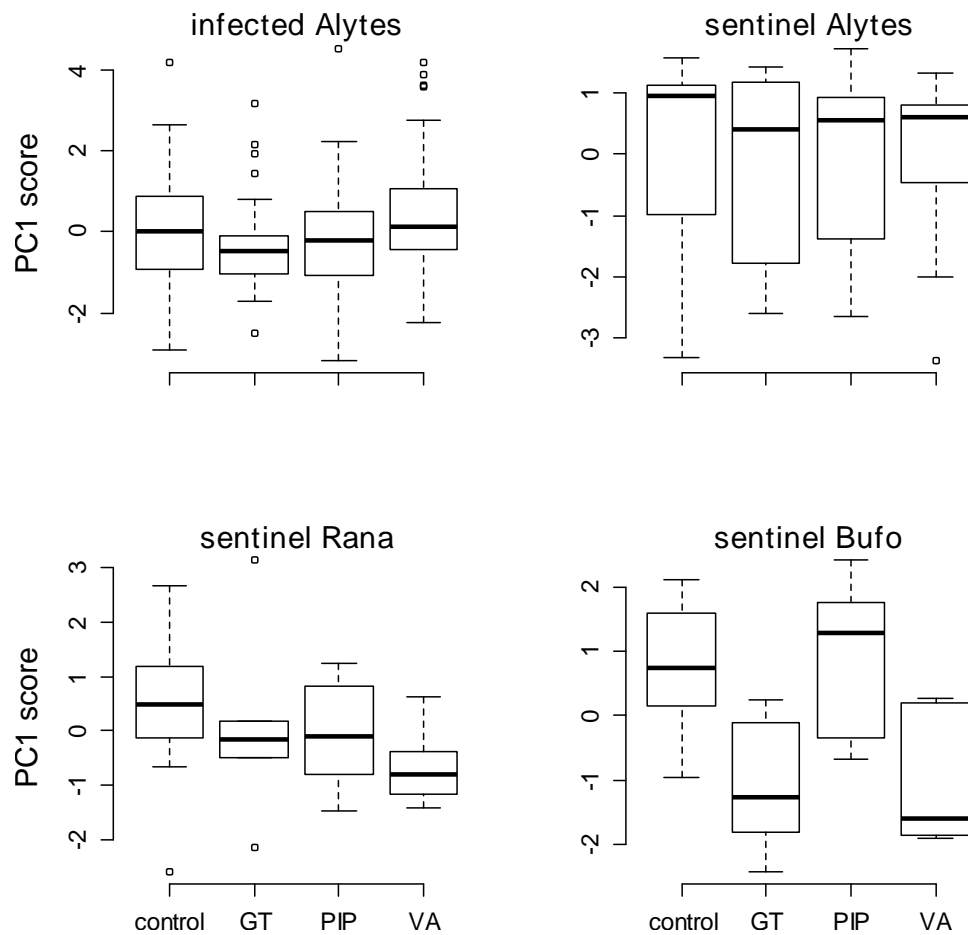 infected Alytes
sentinel Alytes
PC1 score
4
2
0
-2
1
0
-1
-3
sentinel Rana
sentinel Bufo
PC1 score
3
2
1
0
-1
-2
2
1
0
-1
-2
control GT PIP VA
control GT PIP VA